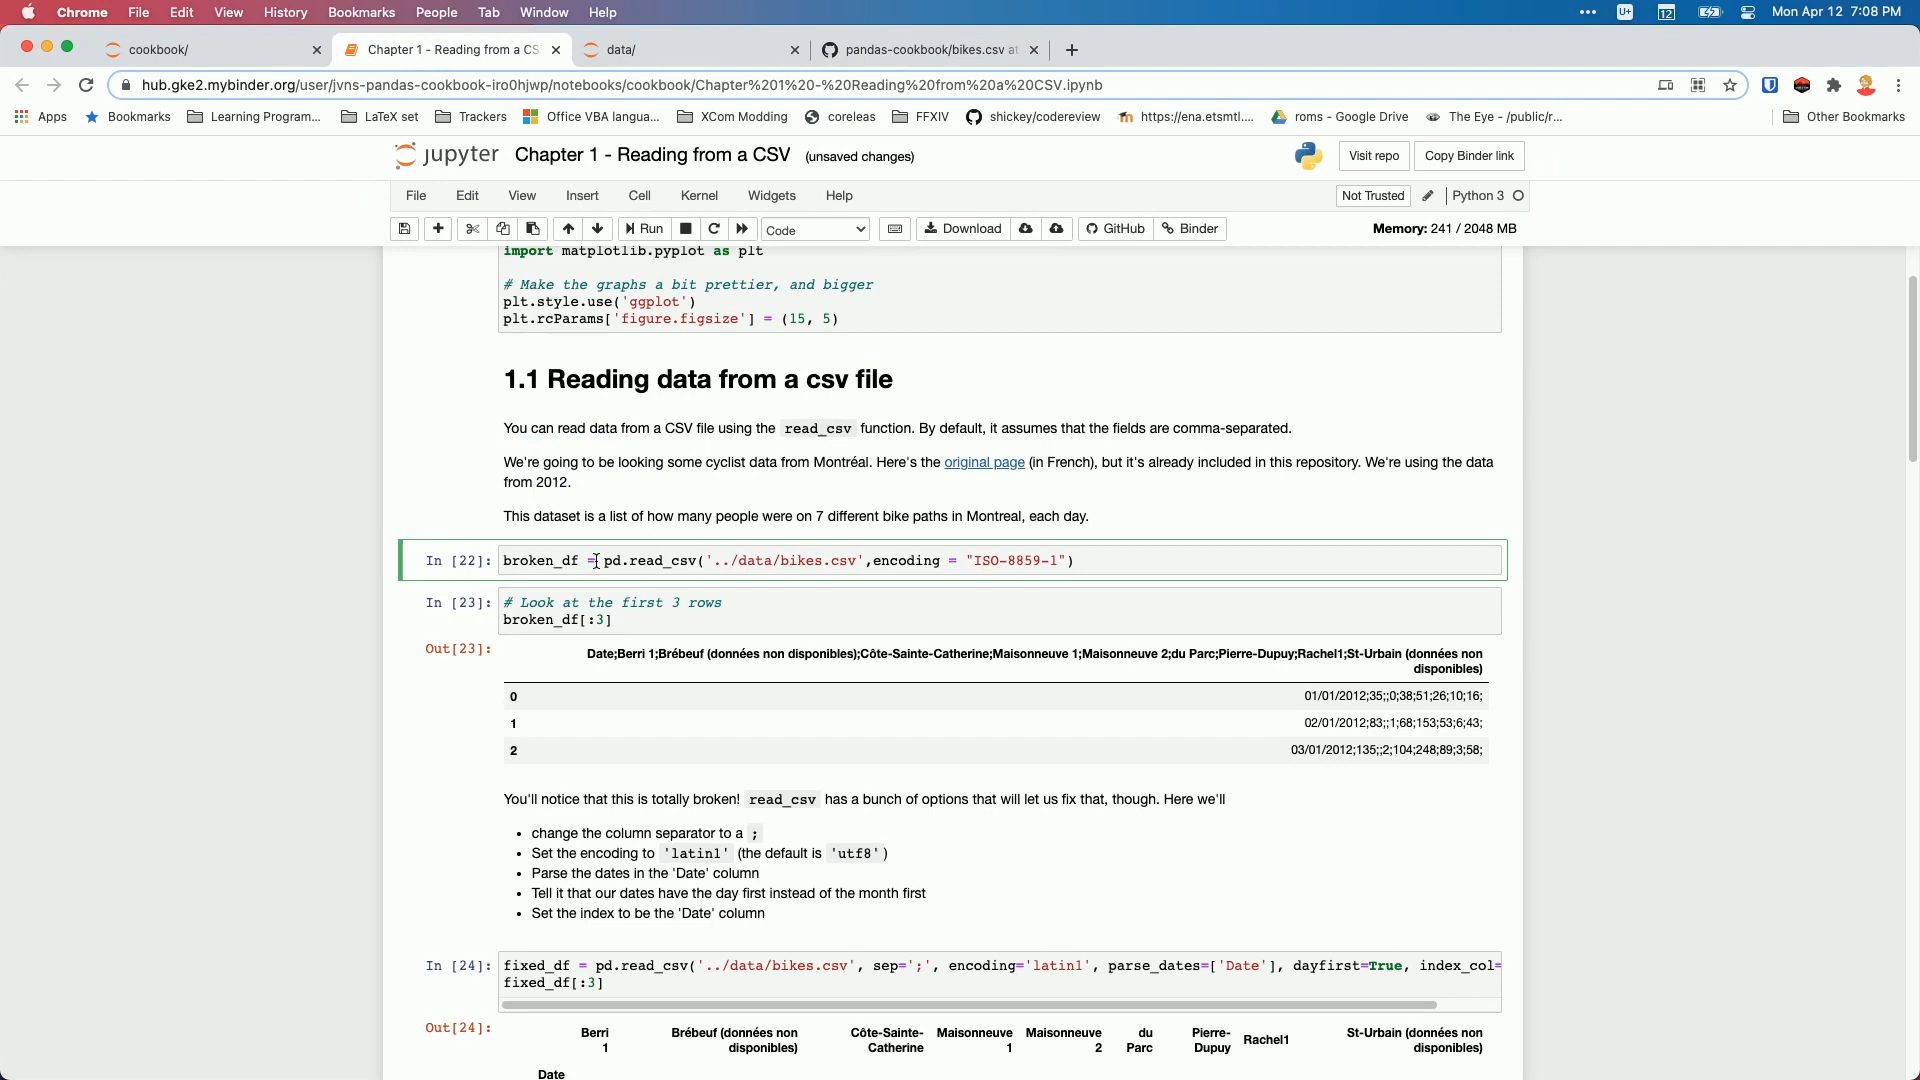 Chrome File Edit View History Bookmarks People Tab Window Help
U+ 12 Mon Apr 12 7:08 PM
cookbook/ Chapter 1 - Reading from a CS data/ pandas-cookbook/bikes.csv at
hub.gke2.mybinder.org/user/jvns-pandas-cookbook-iro0hjwp/notebooks/cookbook/Chapter%201%20-%20Reading%20from%20a%20CSV.ipynb
Apps Bookmarks Learning Program... LaTeX set Trackers Office VBA langua... XCom Modding coreleas FFXIV shickey/codereview https://ena.etsmtl.... roms - Google Drive The Eye - /public/r... Other Bookmarks
jupyter Chapter 1 - Reading from a CSV (unsaved changes) Visit repo Copy Binder link
File Edit View Insert Cell Kernel Widgets Help Not Trusted Python 3
Run Code Download GitHub Binder Memory: 241 / 2048 MB
import matplotlib.pyplot as plt
# Make the graphs a bit prettier, and bigger
plt.style.use('ggplot')
plt.rcParams['figure.figsize'] = (15, 5)
1.1 Reading data from a csv file
You can read data from a CSV file using the read_csv function. By default, it assumes that the fields are comma-separated.
We're going to be looking some cyclist data from Montréal. Here's the original page (in French), but it's already included in this repository. We're using the data
from 2012.
This dataset is a list of how many people were on 7 different bike paths in Montreal, each day.
In [22]: broken_df = pd.read_csv('../data/bikes.csv',encoding = "ISO-8859-1")
In [23]: # Look at the first 3 rows
broken_df[:3]
Out[23]:
Date;Berri 1;Brébeuf (données non disponibles);Côte-Sainte-Catherine;Maisonneuve 1;Maisonneuve 2;du Parc;Pierre-Dupuy;Rachel1;St-Urbain (données non
disponibles)
0 01/01/2012;35;;0;38;51;26;10;16;
1 02/01/2012;83;;1;68;153;53;6;43;
2 03/01/2012;135;;2;104;248;89;3;58;
You'll notice that this is totally broken! read_csv has a bunch of options that will let us fix that, though. Here we'll
• change the column separator to a ;
• Set the encoding to 'latin1' (the default is 'utf8')
• Parse the dates in the 'Date' column
• Tell it that our dates have the day first instead of the month first
• Set the index to be the 'Date' column
In [24]: fixed_df = pd.read_csv('../data/bikes.csv', sep=';', encoding='latin1', parse_dates=['Date'], dayfirst=True, index_col=
fixed_df[:3]
Out[24]:
Berri Brébeuf (données non Côte-Sainte- Maisonneuve Maisonneuve du Pierre- Rachel1 St-Urbain (données non
1 disponibles) Catherine 1 2 Parc Dupuy disponibles)
Date